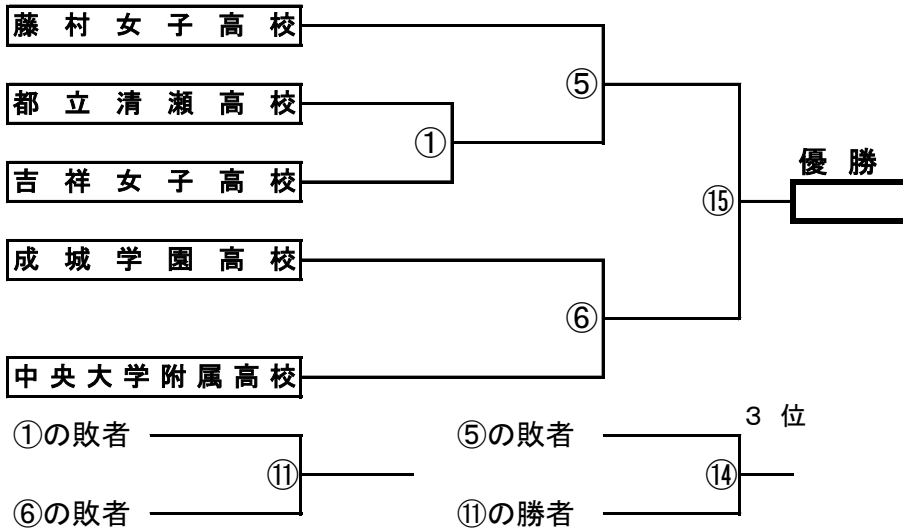 藤村女子高校
⑤
都立清瀬高校
①
優勝
吉祥女子高校
⑮
成城学園高校
⑥
中央大学附属高校
3位
①の敗者
⑤の敗者
⑪
⑭
⑥の敗者
⑪の勝者